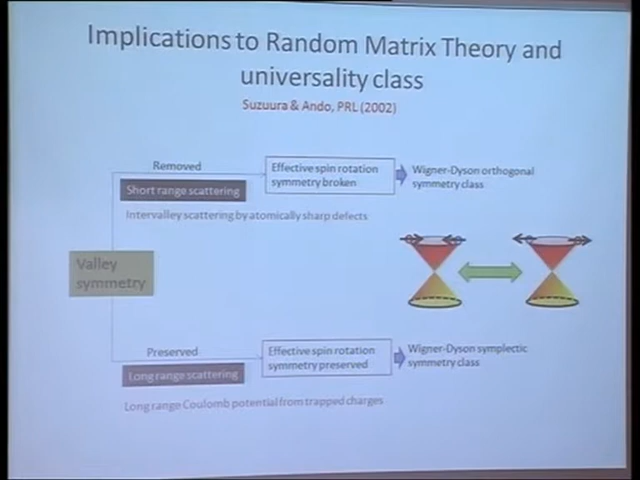 Implications to Random Matrix Theory and
universality class
Suzuura & Ando, PRL (2002)
Removed
Short range scattering
Effective spin rotation
symmetry broken
Wigner-Dyson orthogonal
symmetry class
Intervalley scattering by atomically sharp defects
Valley
symmetry
Preserved
Long range scattering
Effective spin rotation
symmetry preserved
Wigner-Dyson symplectic
symmetry class
Long range Coulomb potential from trapped charges